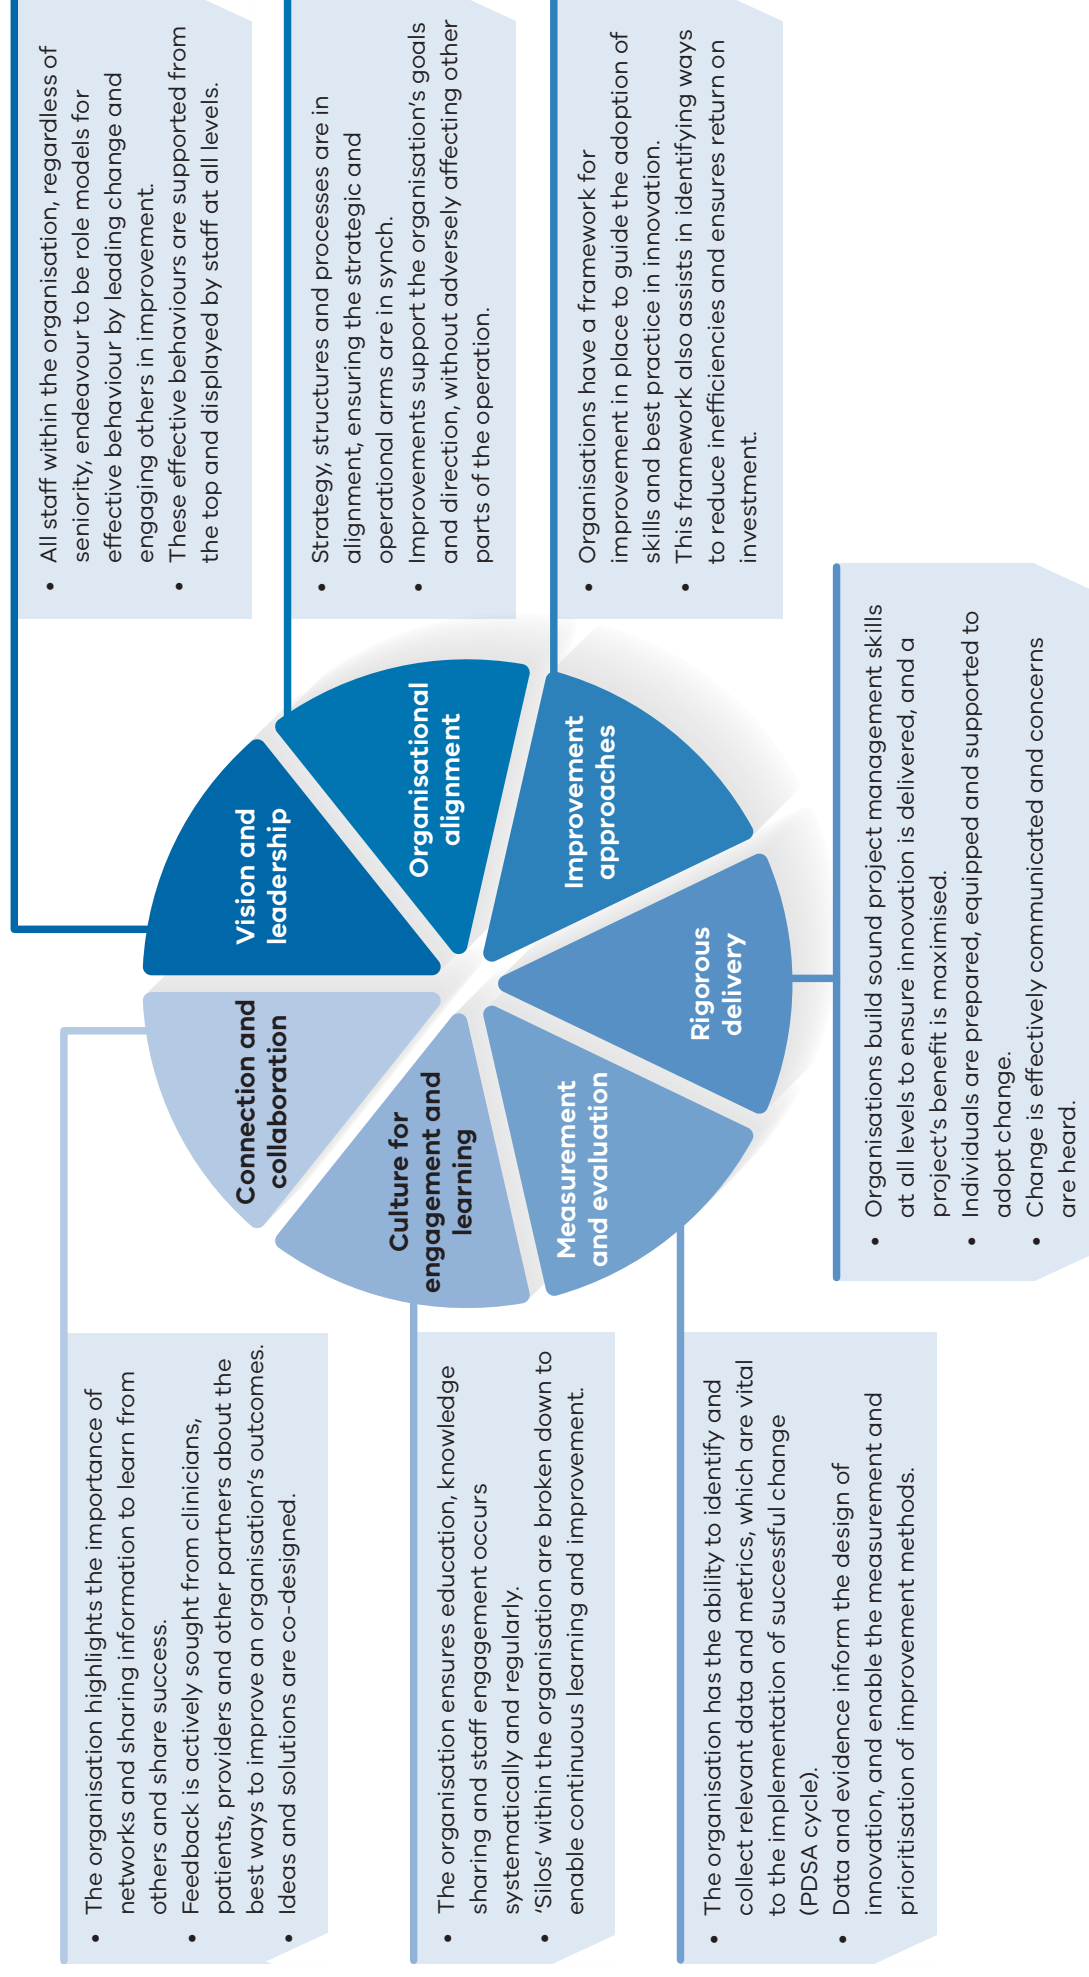 Vision and
leadership
• All staff within the organisation, regardless of
seniority, endeavour to be role models for
effective behaviour by leading change and
engaging others in improvement.
• These effective behaviours are supported from
the top and displayed by staff at all levels.
Organisational
alignment
• Strategy, structures and processes are in
alignment, ensuring the strategic and
operational arms are in synch.
• Improvements support the organisation’s goals
and direction, without adversely affecting other
parts of the operation.
Improvement
approaches
• Organisations have a framework for
improvement in place to guide the adoption of
skills and best practice in innovation.
• This framework also assists in identifying ways
to reduce inefficiencies and ensures return on
investment.
Rigorous
delivery
• Organisations build sound project management skills
at all levels to ensure innovation is delivered, and a
project’s benefit is maximised.
• Individuals are prepared, equipped and supported to
adopt change.
• Change is effectively communicated and concerns
are heard.
Measurement
and evaluation
• The organisation has the ability to identify and
collect relevant data and metrics, which are vital
to the implementation of successful change
(PDSA cycle).
• Data and evidence inform the design of
innovation, and enable the measurement and
prioritisation of improvement methods.
Culture for
engagement and
learning
• The organisation ensures education, knowledge
sharing and staff engagement occurs
systematically and regularly.
• ‘Silos’ within the organisation are broken down to
enable continuous learning and improvement.
Connection and
collaboration
• The organisation highlights the importance of
networks and sharing information to learn from
others and share success.
• Feedback is actively sought from clinicians,
patients, providers and other partners about the
best ways to improve an organisation’s outcomes.
• Ideas and solutions are co-designed.